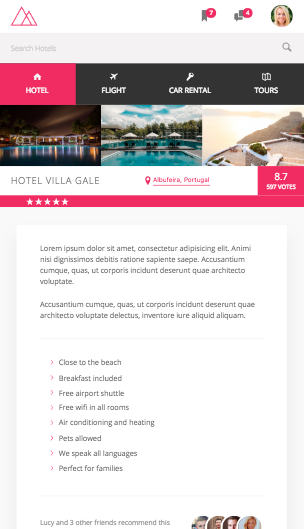 7
4
Search Hotels
HOTEL
FLIGHT
CAR RENTAL
TOURS
HOTEL VILLA GALE
Albufeira, Portugal
8.7
597 VOTES
Lorem ipsum dolor sit amet, consectetur adipisicing elit. Animi
nisi dignissimos debitis ratione sapiente saepe. Accusantium
cumque, quas, ut corporis incidunt deserunt quae architecto
voluptate.
Accusantium cumque, quas, ut corporis incidunt deserunt quae
architecto voluptate delectus, inventore iure aliquid aliquam.
Close to the beach
Breakfast included
Free airport shuttle
Free wifi in all rooms
Air conditioning and heating
Pets allowed
We speak all languages
Perfect for families
Lucy and 3 other friends recommend this